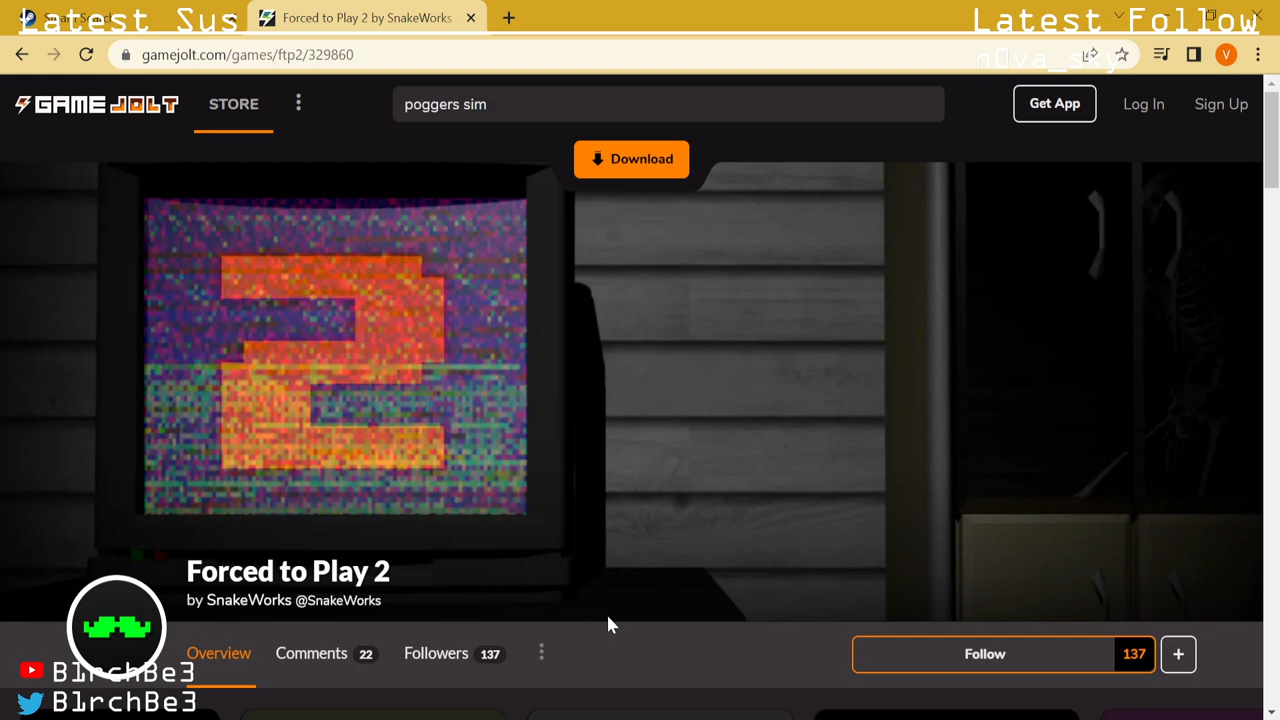 Latest Sus
Forced to Play 2 by SnakeWorks
Latest Follow
gamejolt.com/games/ftp2/329860
V
GAME JOLT
STORE
poggers sim
Get App
Log In
Sign Up
Download
2
Forced to Play 2
by SnakeWorks @SnakeWorks
Overview
Comments 22
Followers 137
Follow 137
B1rchBe3
B1rchBe3